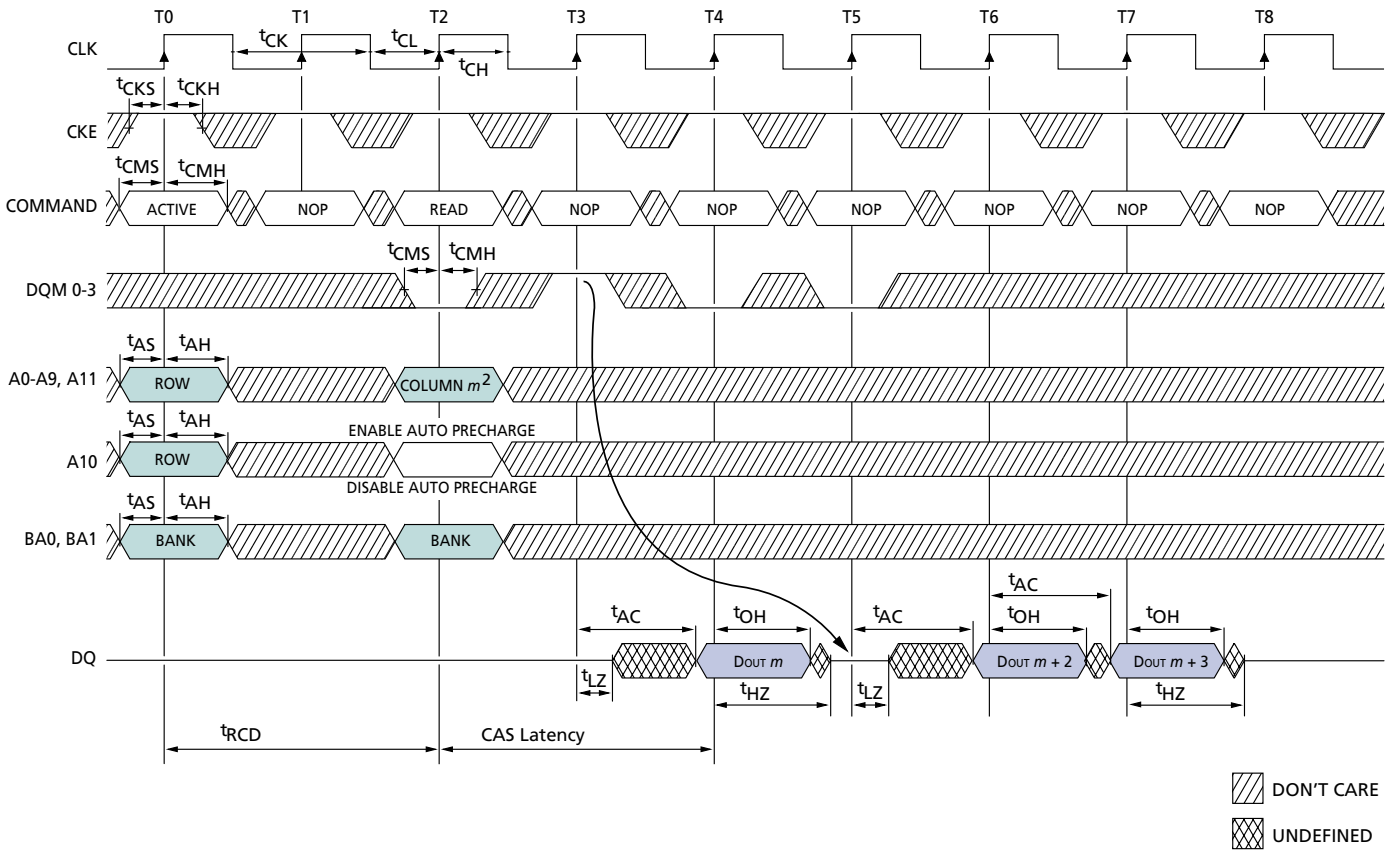 T0 T1 T2 T3 T4 T5 T6 T7 T8
CLK
tCK tCL
tCH
tCKS tCKH
CKE
tCMS tCMH
COMMAND ACTIVE NOP READ NOP NOP NOP NOP NOP NOP
tCMS tCMH
DQM 0-3
tAS tAH
A0-A9, A11 ROW COLUMN m2
tAS tAH ENABLE AUTO PRECHARGE
A10 ROW
DISABLE AUTO PRECHARGE
tAS tAH
BA0, BA1 BANK BANK
tAC
tAC tOH tAC tOH tOH
DQ DOUT m DOUT m + 2 DOUT m + 3
tLZ tHZ tLZ tHZ
tRCD CAS Latency
DON'T CARE
UNDEFINED